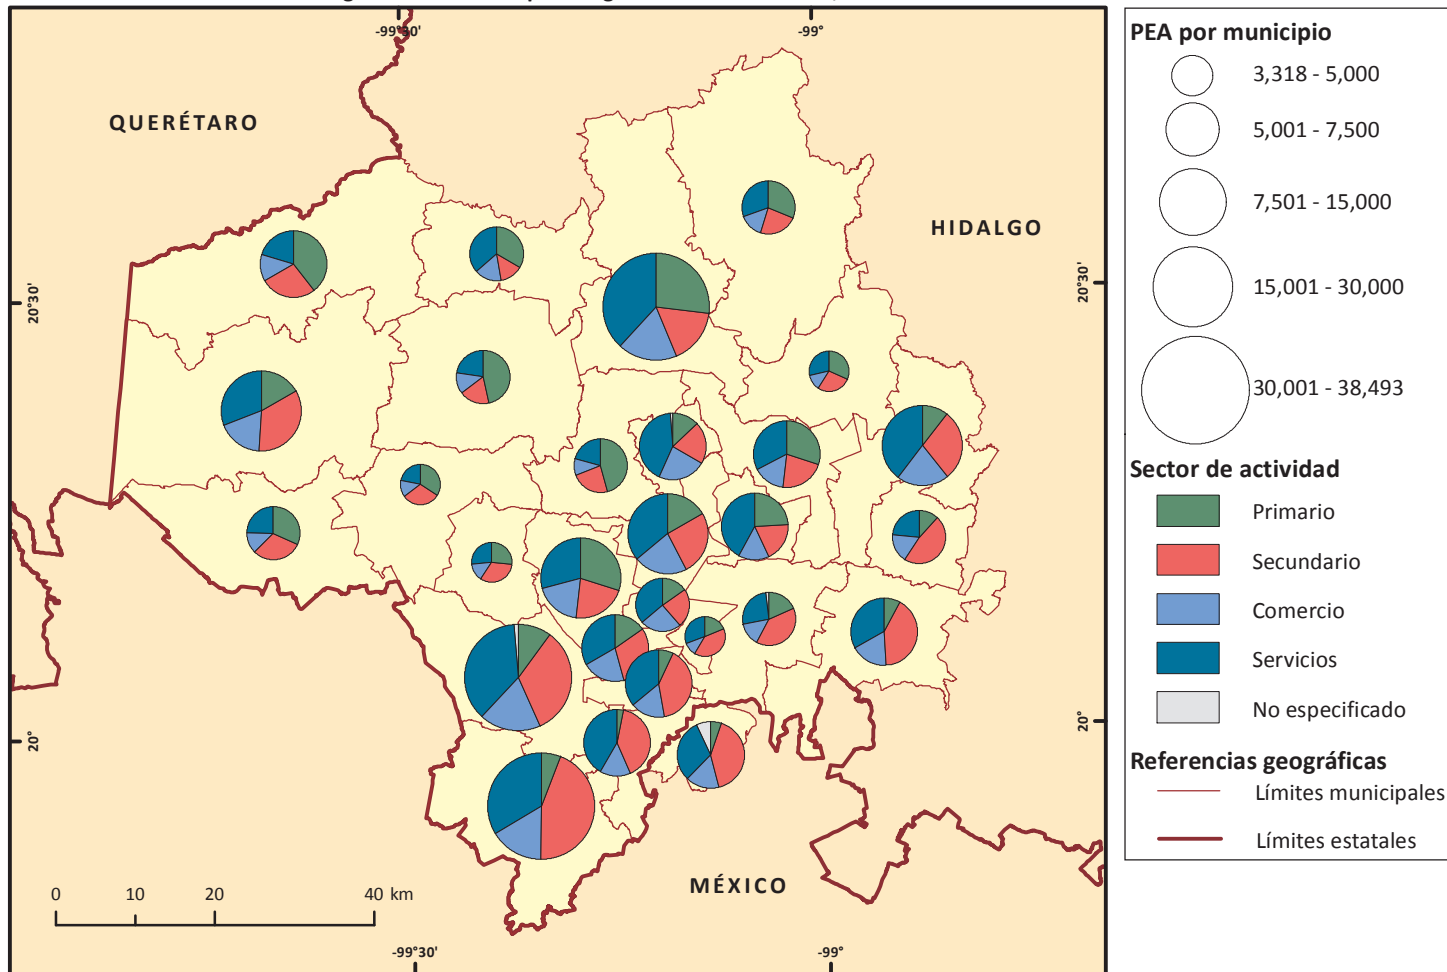 -99°30'
-99°
QUERÉTARO
HIDALGO
MÉXICO
20°30'
20°30'
20°
20°
0 10 20 40 km
-99°30'
-99°
PEA por municipio
3,318 - 5,000
5,001 - 7,500
7,501 - 15,000
15,001 - 30,000
30,001 - 38,493
Sector de actividad
Primario
Secundario
Comercio
Servicios
No especificado
Referencias geográficas
Límites municipales
Límites estatales